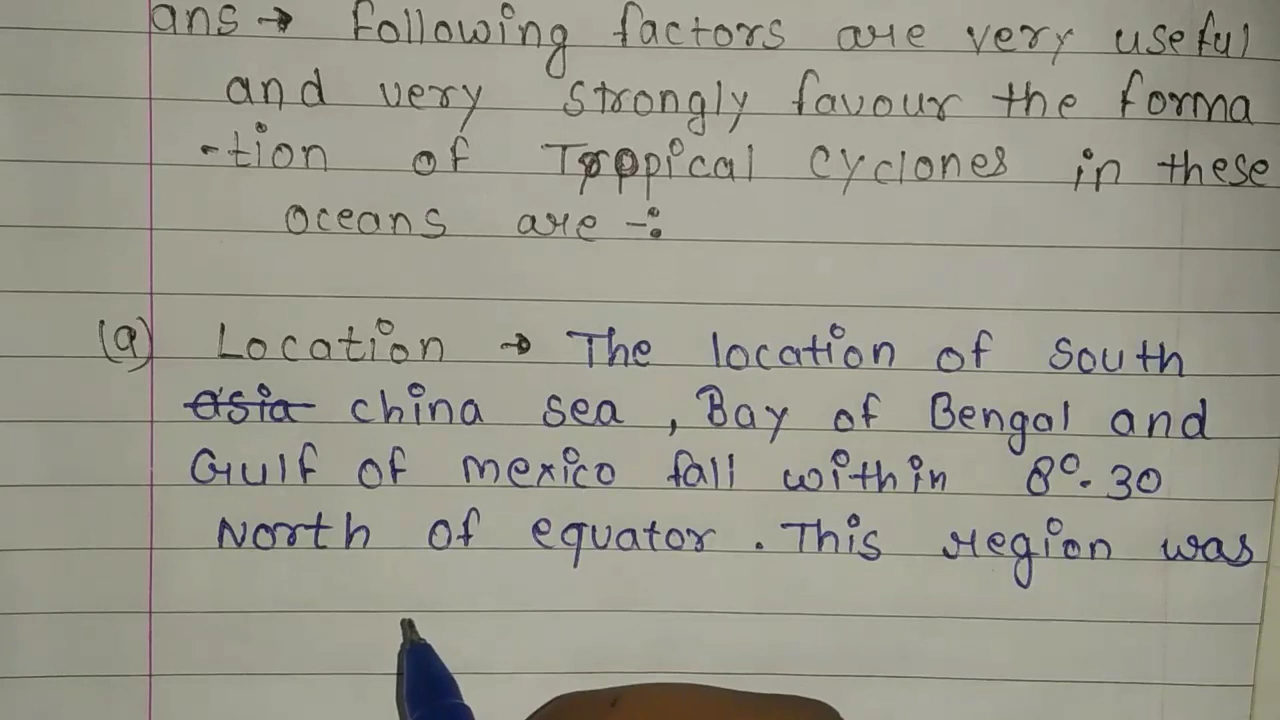 ans → Following factors are very useful
and very strongly favour the forma
-tion of Tropical cyclones in these
oceans are -:
(a) Location → The location of south
asia china sea, Bay of Bengal and
Gulf of mexico fall within 8°-30
North of equator. This region was